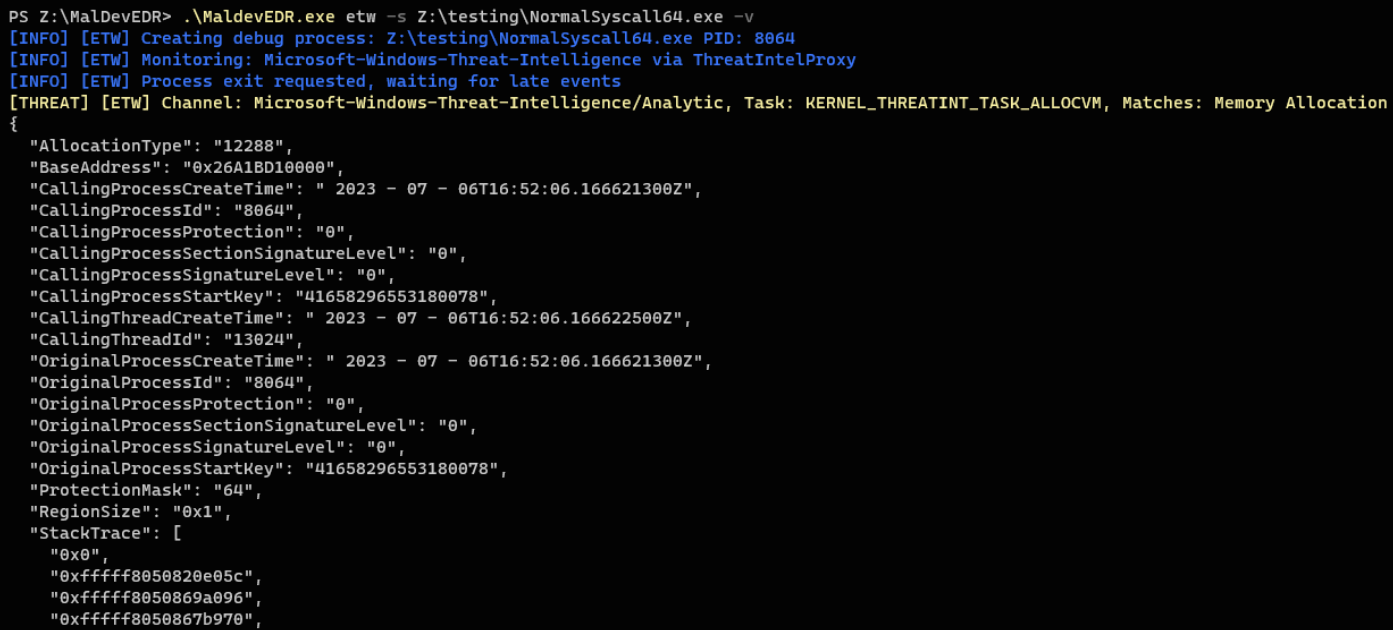 PS Z:\MalDevEDR> .\MaldevEDR.exe etw -s Z:\testing\NormalSyscall64.exe -v
[INFO] [ETW] Creating debug process: Z:\testing\NormalSyscall64.exe PID: 8064
[INFO] [ETW] Monitoring: Microsoft-Windows-Threat-Intelligence via ThreatIntelProxy
[INFO] [ETW] Process exit requested, waiting for late events
[THREAT] [ETW] Channel: Microsoft-Windows-Threat-Intelligence/Analytic, Task: KERNEL_THREATINT_TASK_ALLOCVM, Matches: Memory Allocation
{
  "AllocationType": "12288",
  "BaseAddress": "0x26A1BD10000",
  "CallingProcessCreateTime": " 2023 - 07 - 06T16:52:06.166621300Z",
  "CallingProcessId": "8064",
  "CallingProcessProtection": "0",
  "CallingProcessSectionSignatureLevel": "0",
  "CallingProcessSignatureLevel": "0",
  "CallingProcessStartKey": "41658296553180078",
  "CallingThreadCreateTime": " 2023 - 07 - 06T16:52:06.166622500Z",
  "CallingThreadId": "13024",
  "OriginalProcessCreateTime": " 2023 - 07 - 06T16:52:06.166621300Z",
  "OriginalProcessId": "8064",
  "OriginalProcessProtection": "0",
  "OriginalProcessSectionSignatureLevel": "0",
  "OriginalProcessSignatureLevel": "0",
  "OriginalProcessStartKey": "41658296553180078",
  "ProtectionMask": "64",
  "RegionSize": "0x1",
  "StackTrace": [
    "0x0",
    "0xfffff8050820e05c",
    "0xfffff8050869a096",
    "0xfffff8050867b970",